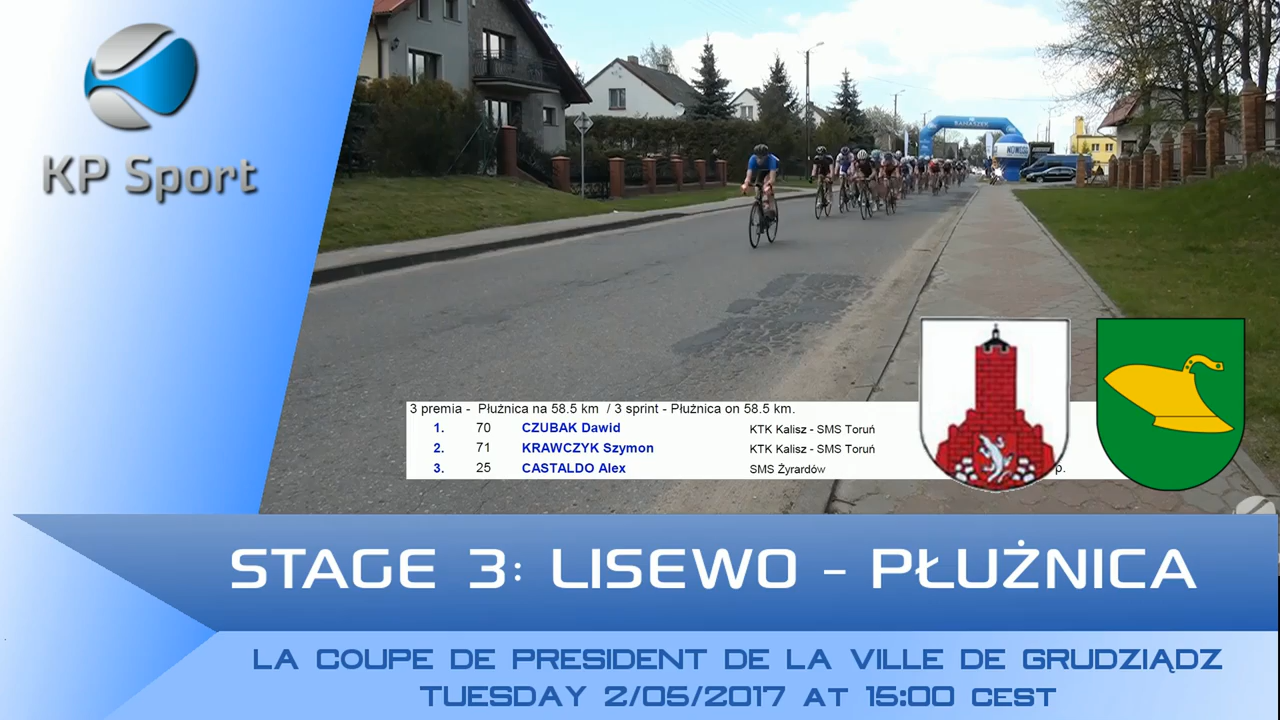 KP Sport
BANASZEK
NOWOŚCI
3 premia - Płużnica na 58.5 km / 3 sprint - Płużnica on 58.5 km.
1. 70 CZUBAK Dawid KTK Kalisz - SMS Toruń
2. 71 KRAWCZYK Szymon KTK Kalisz - SMS Toruń
3. 25 CASTALDO Alex SMS Żyrardów p.
STAGE 3: LISEWO - PŁUŻNICA
LA COUPE DE PRESIDENT DE LA VILLE DE GRUDZIĄDZ
TUESDAY 2/05/2017 AT 15:00 CEST